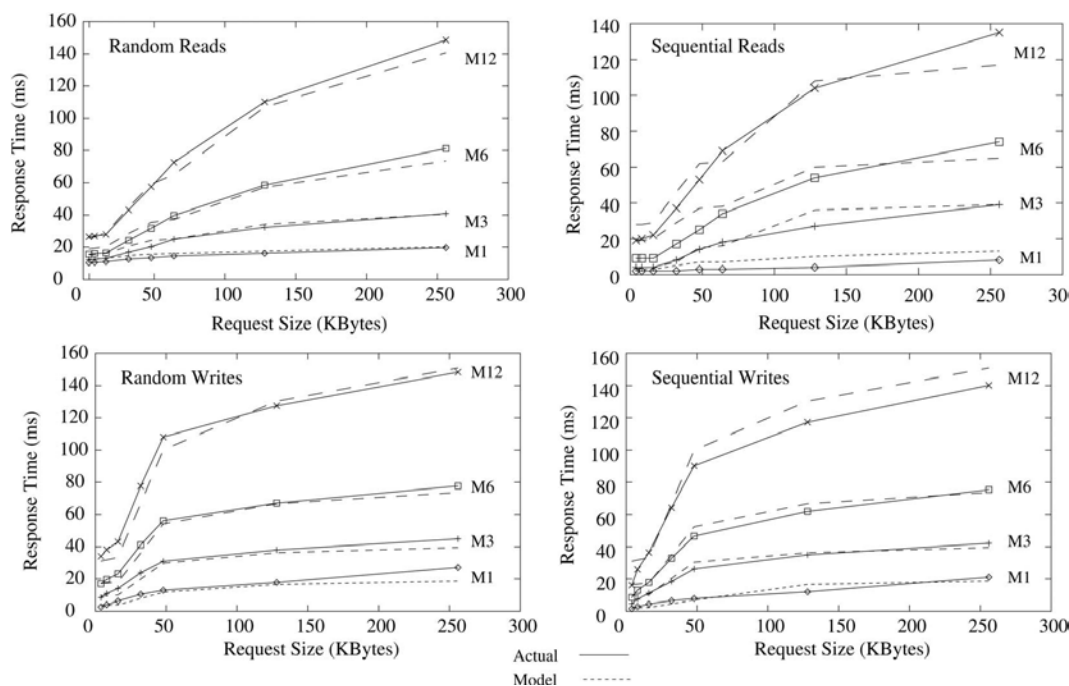 Random Reads
Response Time (ms)
160
140
120
100
80
60
40
20
0
M12
M6
M3
M1
0 50 100 150 200 250 300
Request Size (KBytes)
Sequential Reads
Response Time (ms)
140
120
100
80
60
40
20
0
M12
M6
M3
M1
0 50 100 150 200 250 30
Request Size (KBytes)
Random Writes
Response Time (ms)
160
140
120
100
80
60
40
20
0
M12
M6
M3
M1
0 50 100 150 200 250 300
Request Size (KBytes)
Sequential Writes
Response Time (ms)
160
140
120
100
80
60
40
20
0
M12
M6
M3
M1
0 50 100 150 200 250 300
Request Size (KBytes)
Actual
Model